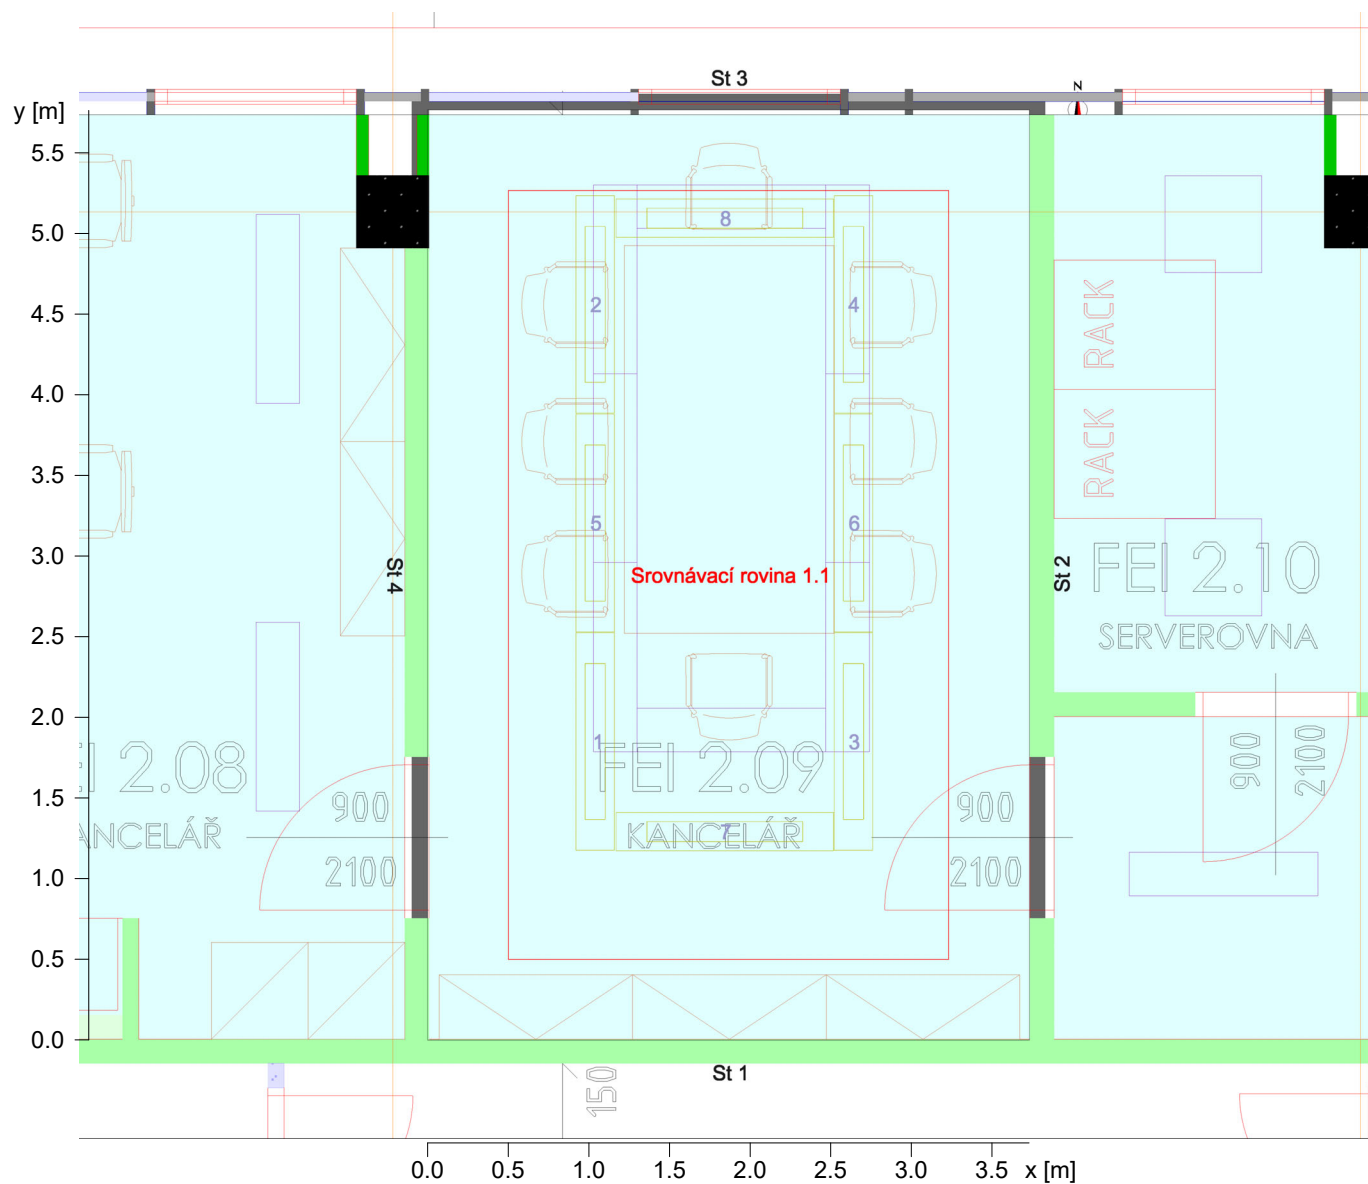 St 3
N
y [m]
5.5
5.0
4.5
4.0
3.5
3.0
2.5
2.0
1.5
1.0
0.5
0.0
8
2
4
5
6
Srovnávací rovina 1.1
1
3
7
St 4
St 2
RACK
RACK
FEI 2.10
SERVEROVNA
I 2.08
ANCELÁŘ
900
2100
FEI 2.09
KANCELÁŘ
900
2100
900
2100
St 1
150
0.0 0.5 1.0 1.5 2.0 2.5 3.0 3.5 x [m]